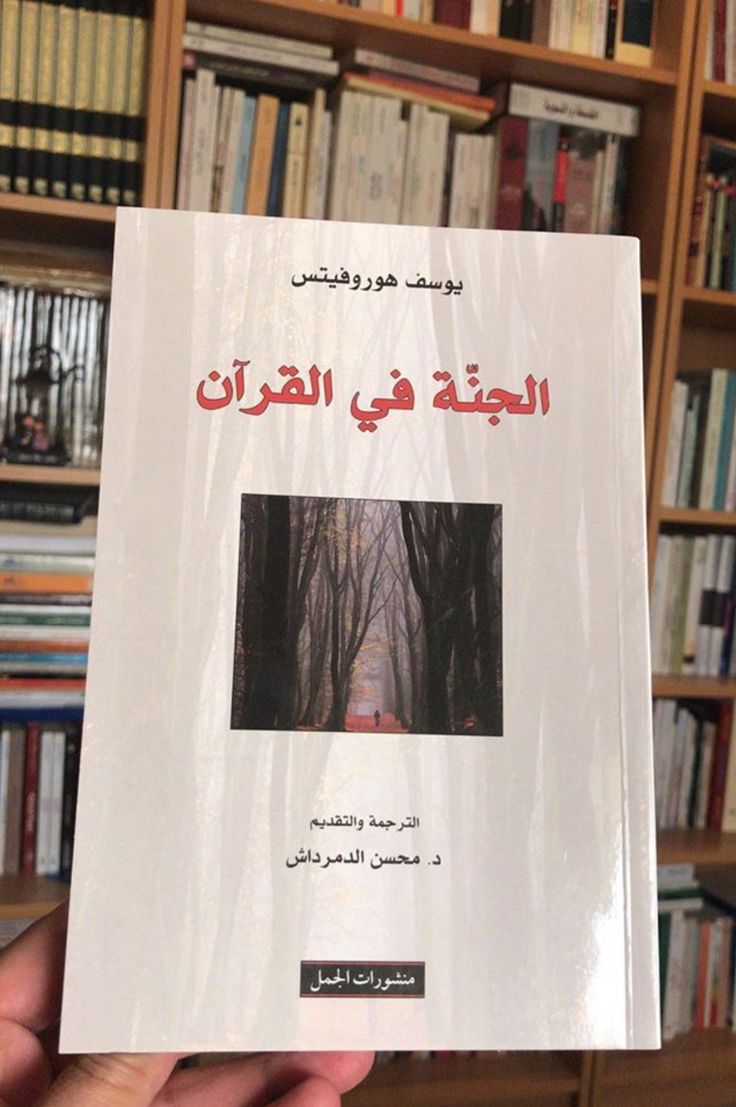 يوسف هوروفيتس
الجنّة في القرآن
الترجمة والتقديم
د. محسن الدمرداش
منشورات الجمل